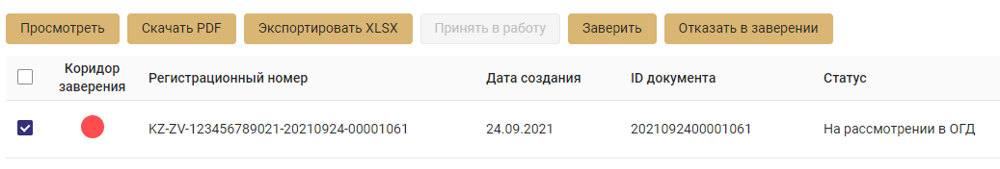 Просмотреть Скачать PDF Экспортировать XLSX Принять в работу Заверить Отказать в заверении
Коридор заверения Регистрационный номер Дата создания ID документа Статус
KZ-ZV-123456789021-20210924-00001061 24.09.2021 2021092400001061 На рассмотрении в ОГД